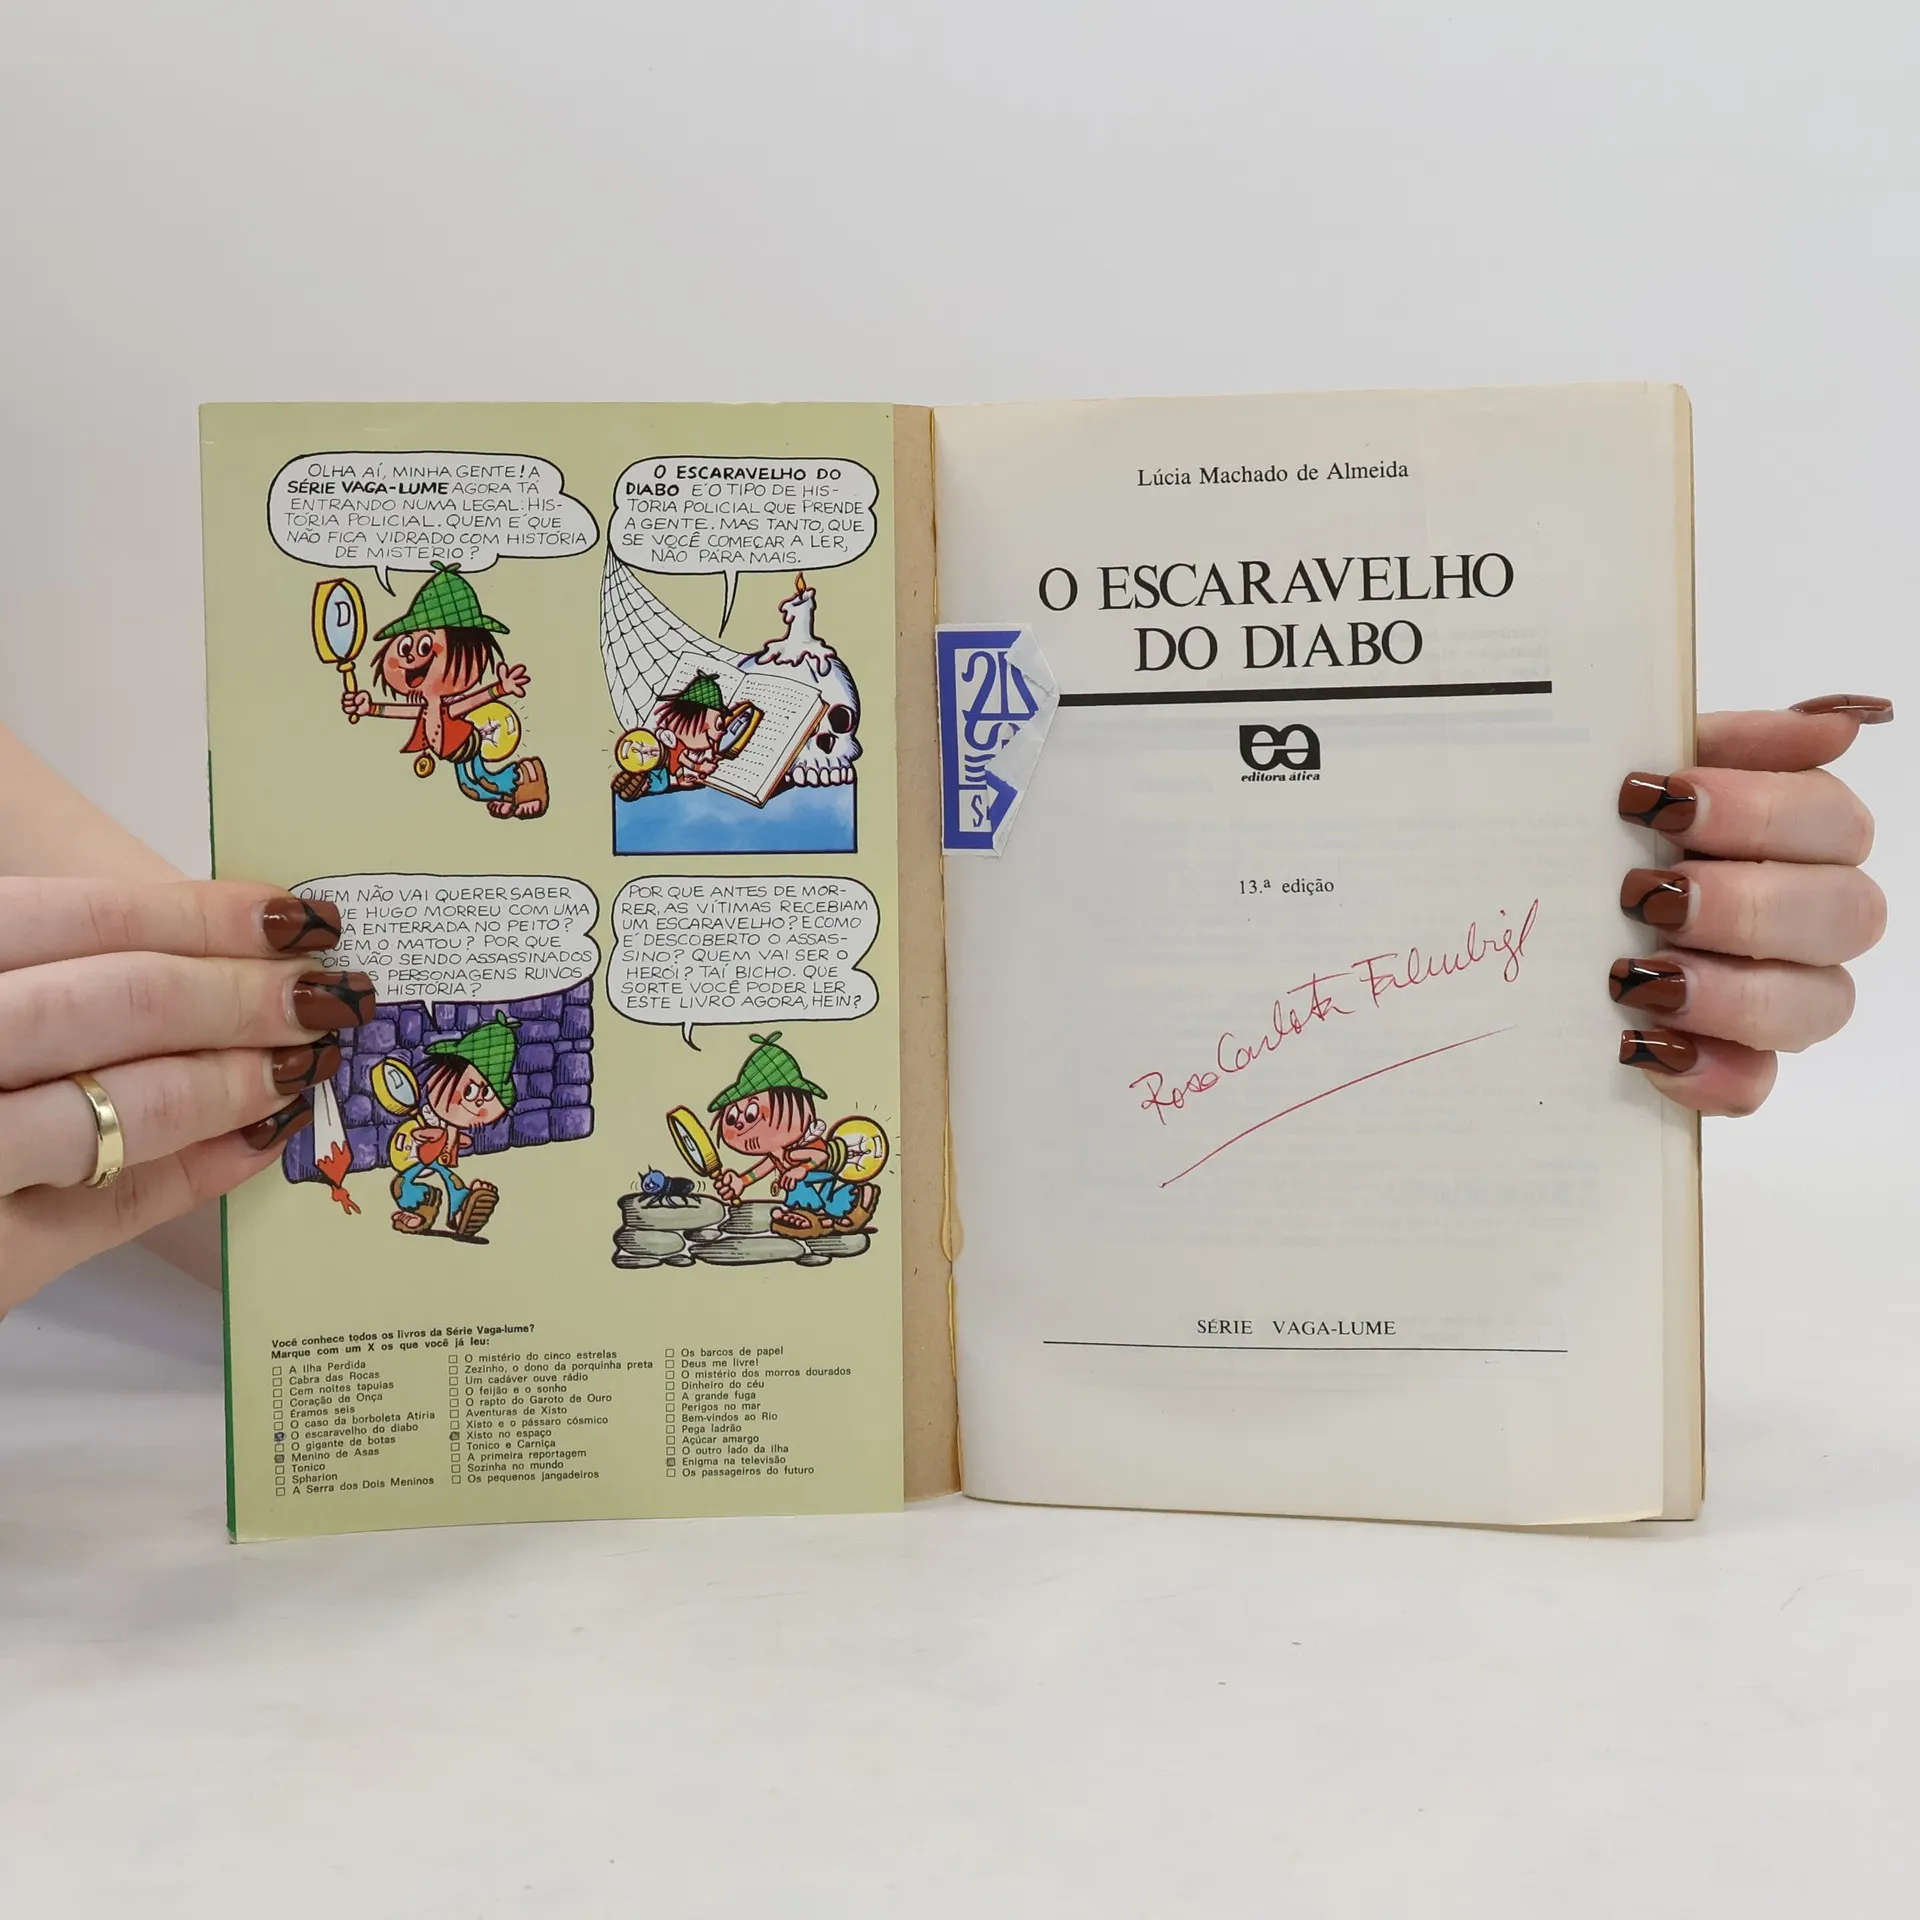 OLHA AÍ, MINHA GENTE! A
SÉRIE VAGA-LUME AGORA TÁ
ENTRANDO NUMA LEGAL: HIS-
TÓRIA POLICIAL. QUEM É QUE
NÃO FICA VIDRADO COM HISTÓRIA
DE MISTÉRIO?
O ESCARAVELHO DO
DIABO É O TIPO DE HIS-
TÓRIA POLICIAL QUE PRENDE
A GENTE. MAS TANTO, QUE
SE VOCÊ COMEÇAR A LER,
NÃO PÁRA MAIS.
QUEM NÃO VAI QUERER SABER
HUGO MORREU COM UMA
ENTERRADA NO PEITO?
O MATOU? POR QUE
VÃO SENDO ASSASSINADOS
PERSONAGENS RUIVOS
HISTÓRIA?
POR QUE ANTES DE MOR-
RER, AS VÍTIMAS RECEBIAM
UM ESCARAVELHO? E COMO
É DESCOBERTO O ASSAS-
SINO? QUEM VAI SER O
HERÓI? TAÍ BICHO. QUE
SORTE VOCÊ PODER LER
ESTE LIVRO AGORA, HEIN?
Você conhece todos os livros da Série Vaga-lume?
Marque com um X os que você já leu:
A Ilha Perdida
Cabra das Rocas
Cem noites tapuias
Coração de Onça
Éramos seis
O caso da borboleta Atíria
O escaravelho do diabo
O gigante de botas
Menino de Asas
Tonico
Spharion
A Serra dos Dois Meninos
O mistério do cinco estrelas
Zezinho, o dono da porquinha preta
Um cadáver ouve rádio
O feijão e o sonho
O rapto do Garoto de Ouro
Aventuras de Xisto
Xisto e o pássaro cósmico
Xisto no espaço
Tonico e Carniça
A primeira reportagem
Sozinha no mundo
Os pequenos jangadeiros
Os barcos de papel
Deus me livre!
O mistério dos morros dourados
Dinheiro do céu
A grande fuga
Perigos no mar
Bem-vindos ao Rio
Pega ladrão
Açúcar amargo
O outro lado da ilha
Enigma na televisão
Os passageiros do futuro
Lúcia Machado de Almeida
O ESCARAVELHO
DO DIABO
ea
editora ática
13.ª edição
Rosa Carlota
SÉRIE VAGA-LUME